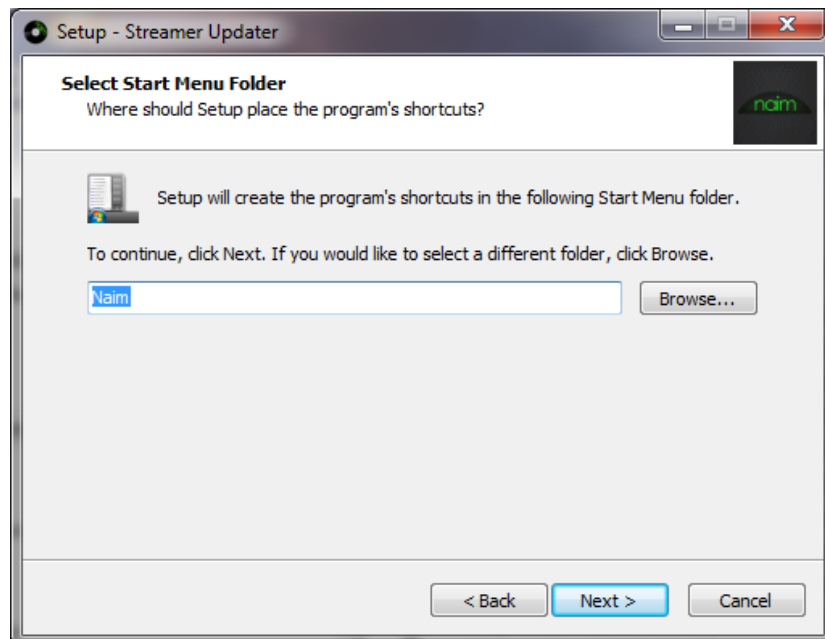 Setup - Streamer Updater
Select Start Menu Folder
Where should Setup place the program's shortcuts?
naim
Setup will create the program's shortcuts in the following Start Menu folder.
To continue, click Next. If you would like to select a different folder, click Browse.
Naim
Browse...
< Back
Next >
Cancel